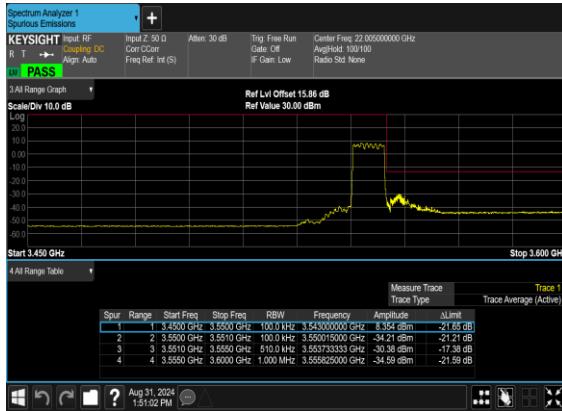 Spectrum Analyzer 1
Spurious Emissions
+
KEYSIGHT Input: RF Input Z: 50 Ω Atten: 30 dB Trig: Free Run Center Freq: 22.005000000 GHz
R T Coupling: DC Corr CCorr Gate: Off Avg|Hold: 100/100
Align: Auto Freq Ref: Int (S) IF Gain: Low Radio Std: None
PASS
3 All Range Graph Ref Lvl Offset 15.86 dB
Scale/Div 10.0 dB Ref Value 30.00 dBm
Log
20.0
10.0
0.00
-10.0
-20.0
-30.0
-40.0
-50.0
-60.0
Start 3.450 GHz Stop 3.600 GH
4 All Range Table
Measure Trace Trace 1
Trace Type Trace Average (Active)
Spur Range Start Freq Stop Freq RBW Frequency Amplitude ΔLimit
1 1 3.4500 GHz 3.5500 GHz 100.0 kHz 3.543000000 GHz 8.354 dBm -21.65 dB
2 2 3.5500 GHz 3.5510 GHz 100.0 kHz 3.550015000 GHz -34.21 dBm -21.21 dB
3 3 3.5510 GHz 3.5550 GHz 510.0 kHz 3.553733333 GHz -30.38 dBm -17.38 dB
4 4 3.5550 GHz 3.6000 GHz 1.000 MHz 3.555825000 GHz -34.59 dBm -21.59 dB
? Aug 31, 2024
1:51:02 PM